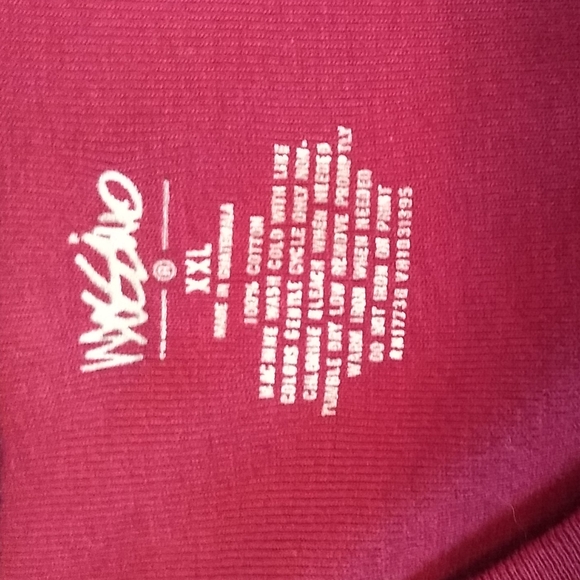 MOSSIMO
®
XXL
MADE IN GUATEMALA
100% COTTON
MACHINE WASH COLD WITH LIKE
COLORS GENTLE CYCLE ONLY NON-
CHLORINE BLEACH WHEN NEEDED
TUMBLE DRY LOW REMOVE PROMPTLY
WARM IRON WHEN NEEDED
DO NOT IRON ON PRINT